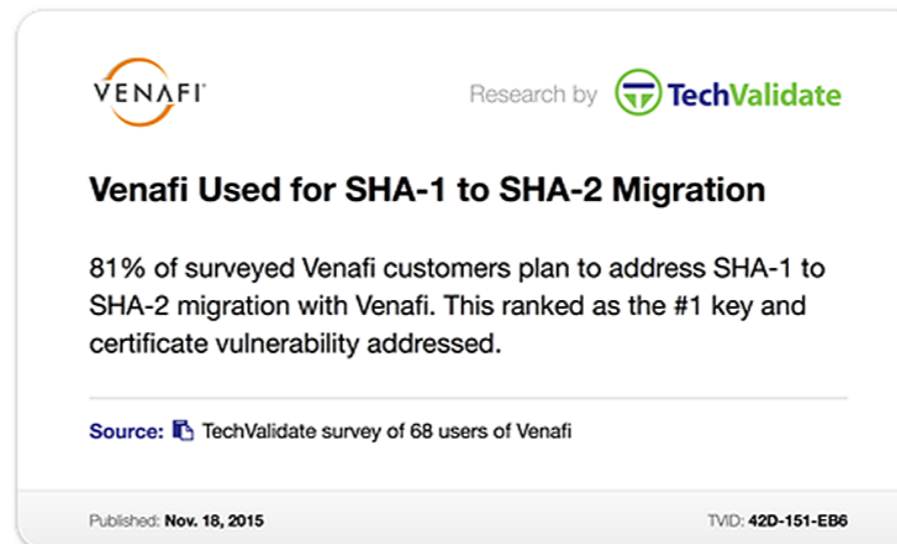 VENAFI
Research by TechValidate
Venafi Used for SHA-1 to SHA-2 Migration
81% of surveyed Venafi customers plan to address SHA-1 to
SHA-2 migration with Venafi. This ranked as the #1 key and
certificate vulnerability addressed.
Source: TechValidate survey of 68 users of Venafi
Published: Nov. 18, 2015 TVID: 42D-151-EB6